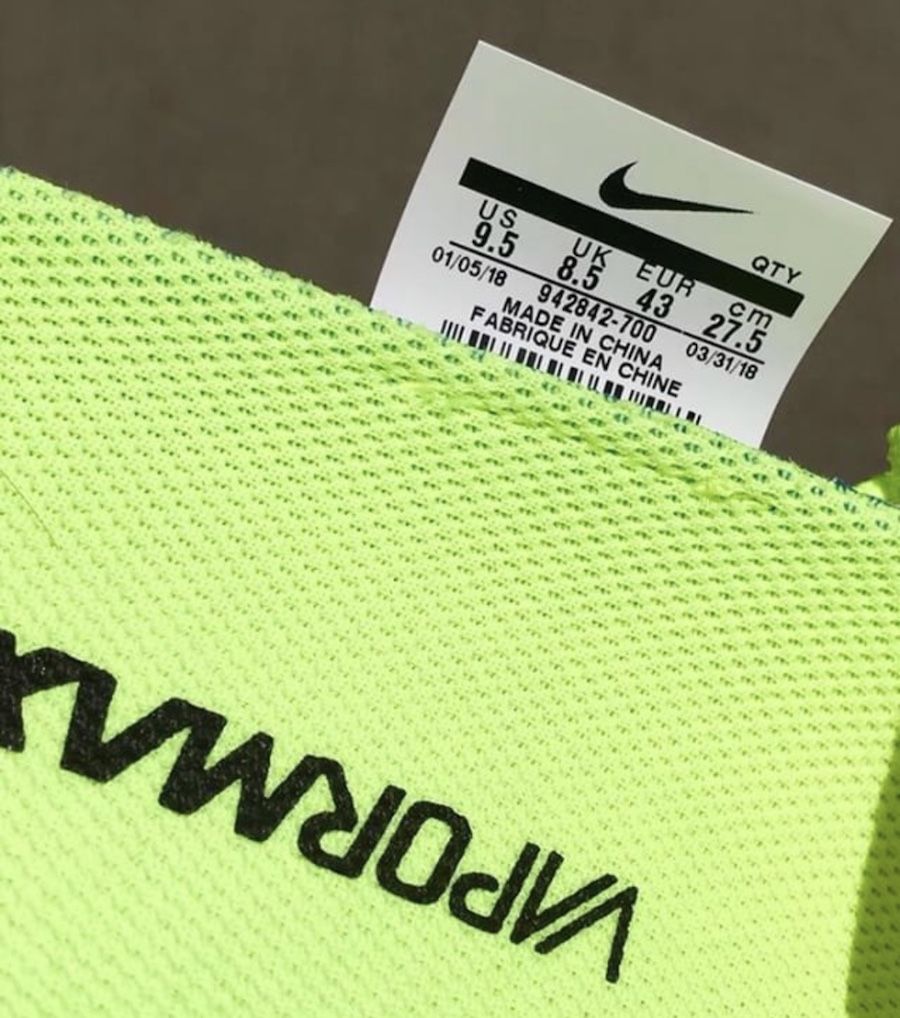 QTY
US UK EUR cm
9.5 8.5 43 27.5
01/05/18 942842-700 03/31/18
MADE IN CHINA
FABRIQUE EN CHINE
VAPORMAX